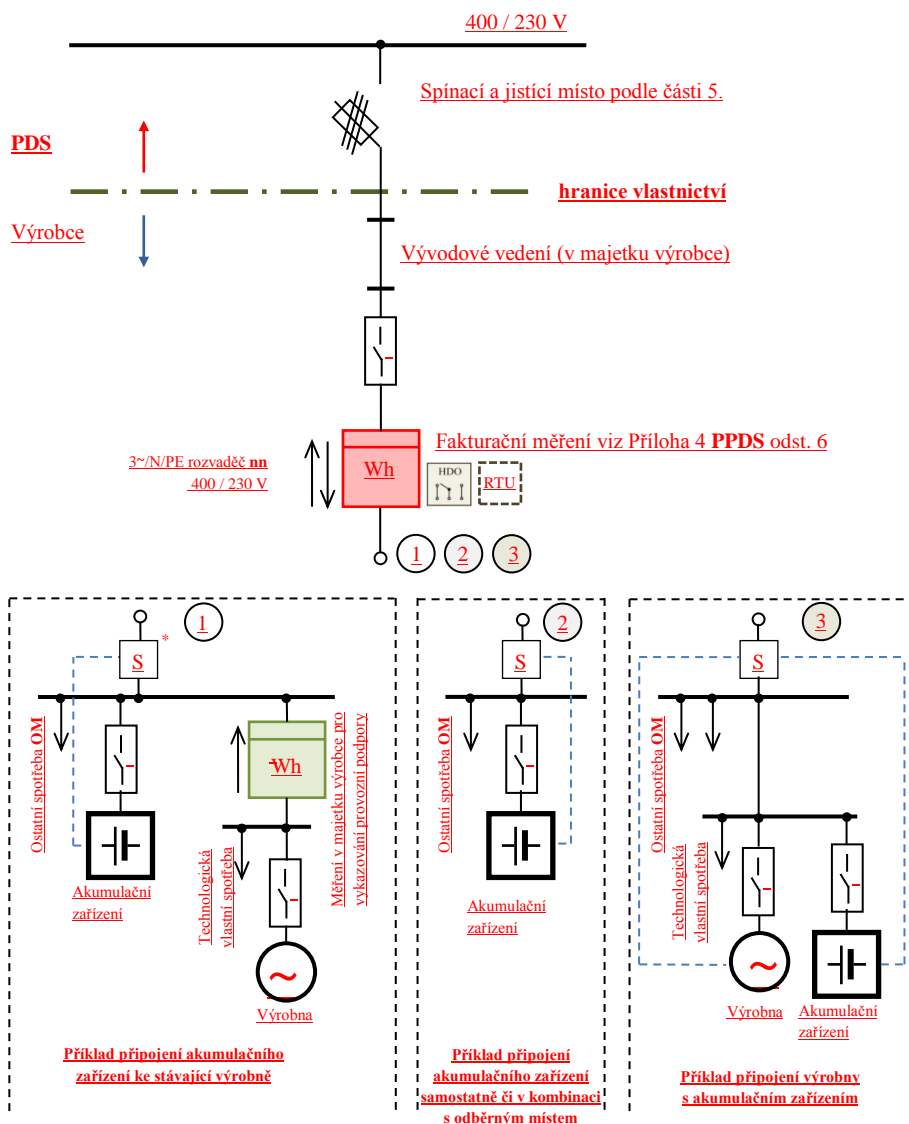 400 / 230 V
Spínací a jistící místo podle části 5.
PDS
hranice vlastnictví
Výrobce
Vývodové vedení (v majetku výrobce)
Fakturační měření viz Příloha 4 PPDS odst. 6
3~/N/PE rozvaděč nn
400 / 230 V
Wh
HDO
RTU
1
2
3
1
S
*
Ostatní spotřeba OM
Wh
Měření v majetku výrobce pro
vykazování provozní podpory
Technologická
vlastní spotřeba
Akumulační
zařízení
~
Výrobna
Příklad připojení akumulačního
zařízení ke stávající výrobně
2
S
Ostatní spotřeba OM
Akumulační
zařízení
Příklad připojení
akumulačního zařízení
samostatně či v kombinaci
s odběrným místem
3
S
Ostatní spotřeba OM
Technologická
vlastní spotřeba
~
Výrobna
Akumulační
zařízení
Příklad připojení výrobny
s akumulačním zařízením